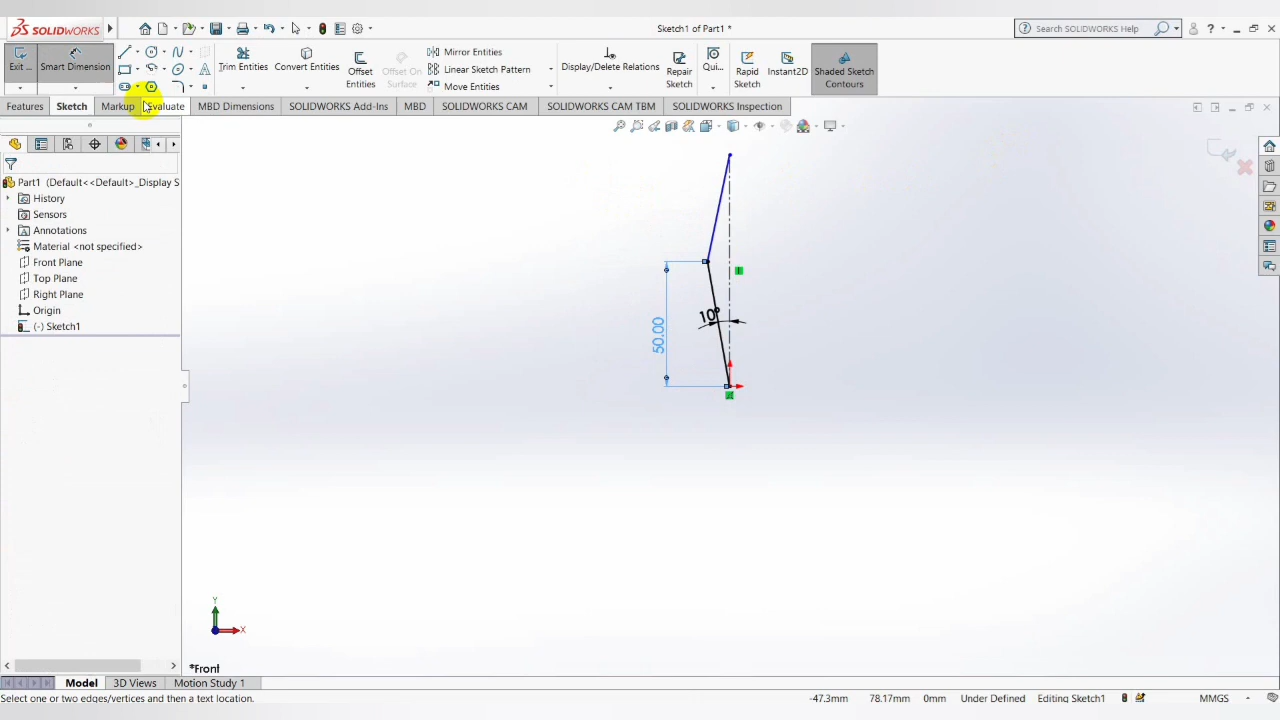 SOLIDWORKS
Sketch1 of Part1 *
Search SOLIDWORKS Help
?
Exit ...
Smart Dimension
Trim Entities
Convert Entities
Offset Entities
Offset On Surface
Mirror Entities
Linear Sketch Pattern
Move Entities
Display/Delete Relations
Repair Sketch
Qui...
Rapid Sketch
Instant2D
Shaded Sketch Contours
Features
Sketch
Markup
Evaluate
MBD Dimensions
SOLIDWORKS Add-Ins
MBD
SOLIDWORKS CAM
SOLIDWORKS CAM TBM
SOLIDWORKS Inspection
Part1 (Default<<Default>_Display S
History
Sensors
Annotations
Material <not specified>
Front Plane
Top Plane
Right Plane
Origin
(-) Sketch1
50.00
10°
Y
X
*Front
Model
3D Views
Motion Study 1
Select one or two edges/vertices and then a text location.
-47.3mm
78.17mm
0mm
Under Defined
Editing Sketch1
MMGS